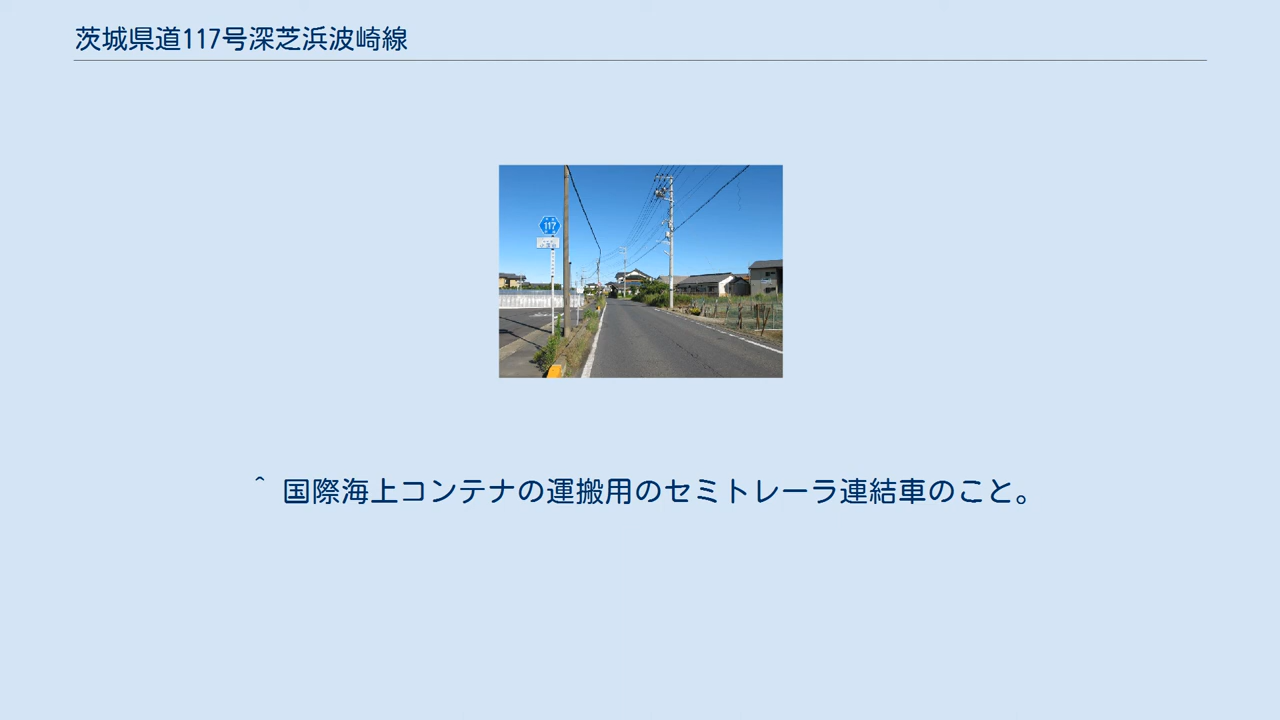 茨城県道117号深芝浜波崎線
117
^ 国際海上コンテナの運搬用のセミトレーラ連結車のこと。